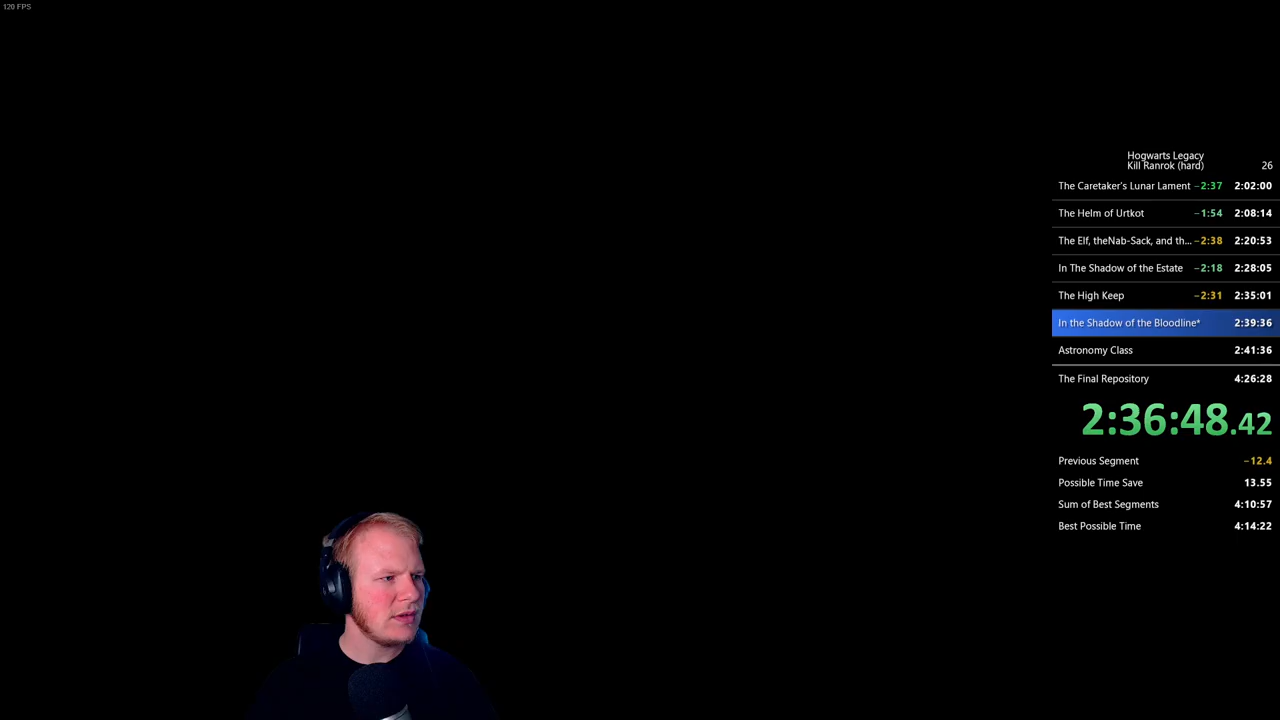 120 FPS
Hogwarts Legacy
Kill Ranrok (hard) 26
The Caretaker's Lunar Lament −2:37 2:02:00
The Helm of Urtkot −1:54 2:08:14
The Elf, theNab-Sack, and th... −2:38 2:20:53
In The Shadow of the Estate −2:18 2:28:05
The High Keep −2:31 2:35:01
In the Shadow of the Bloodline* 2:39:36
Astronomy Class 2:41:36
The Final Repository 4:26:28
2:36:48.42
Previous Segment −12.4
Possible Time Save 13.55
Sum of Best Segments 4:10:57
Best Possible Time 4:14:22